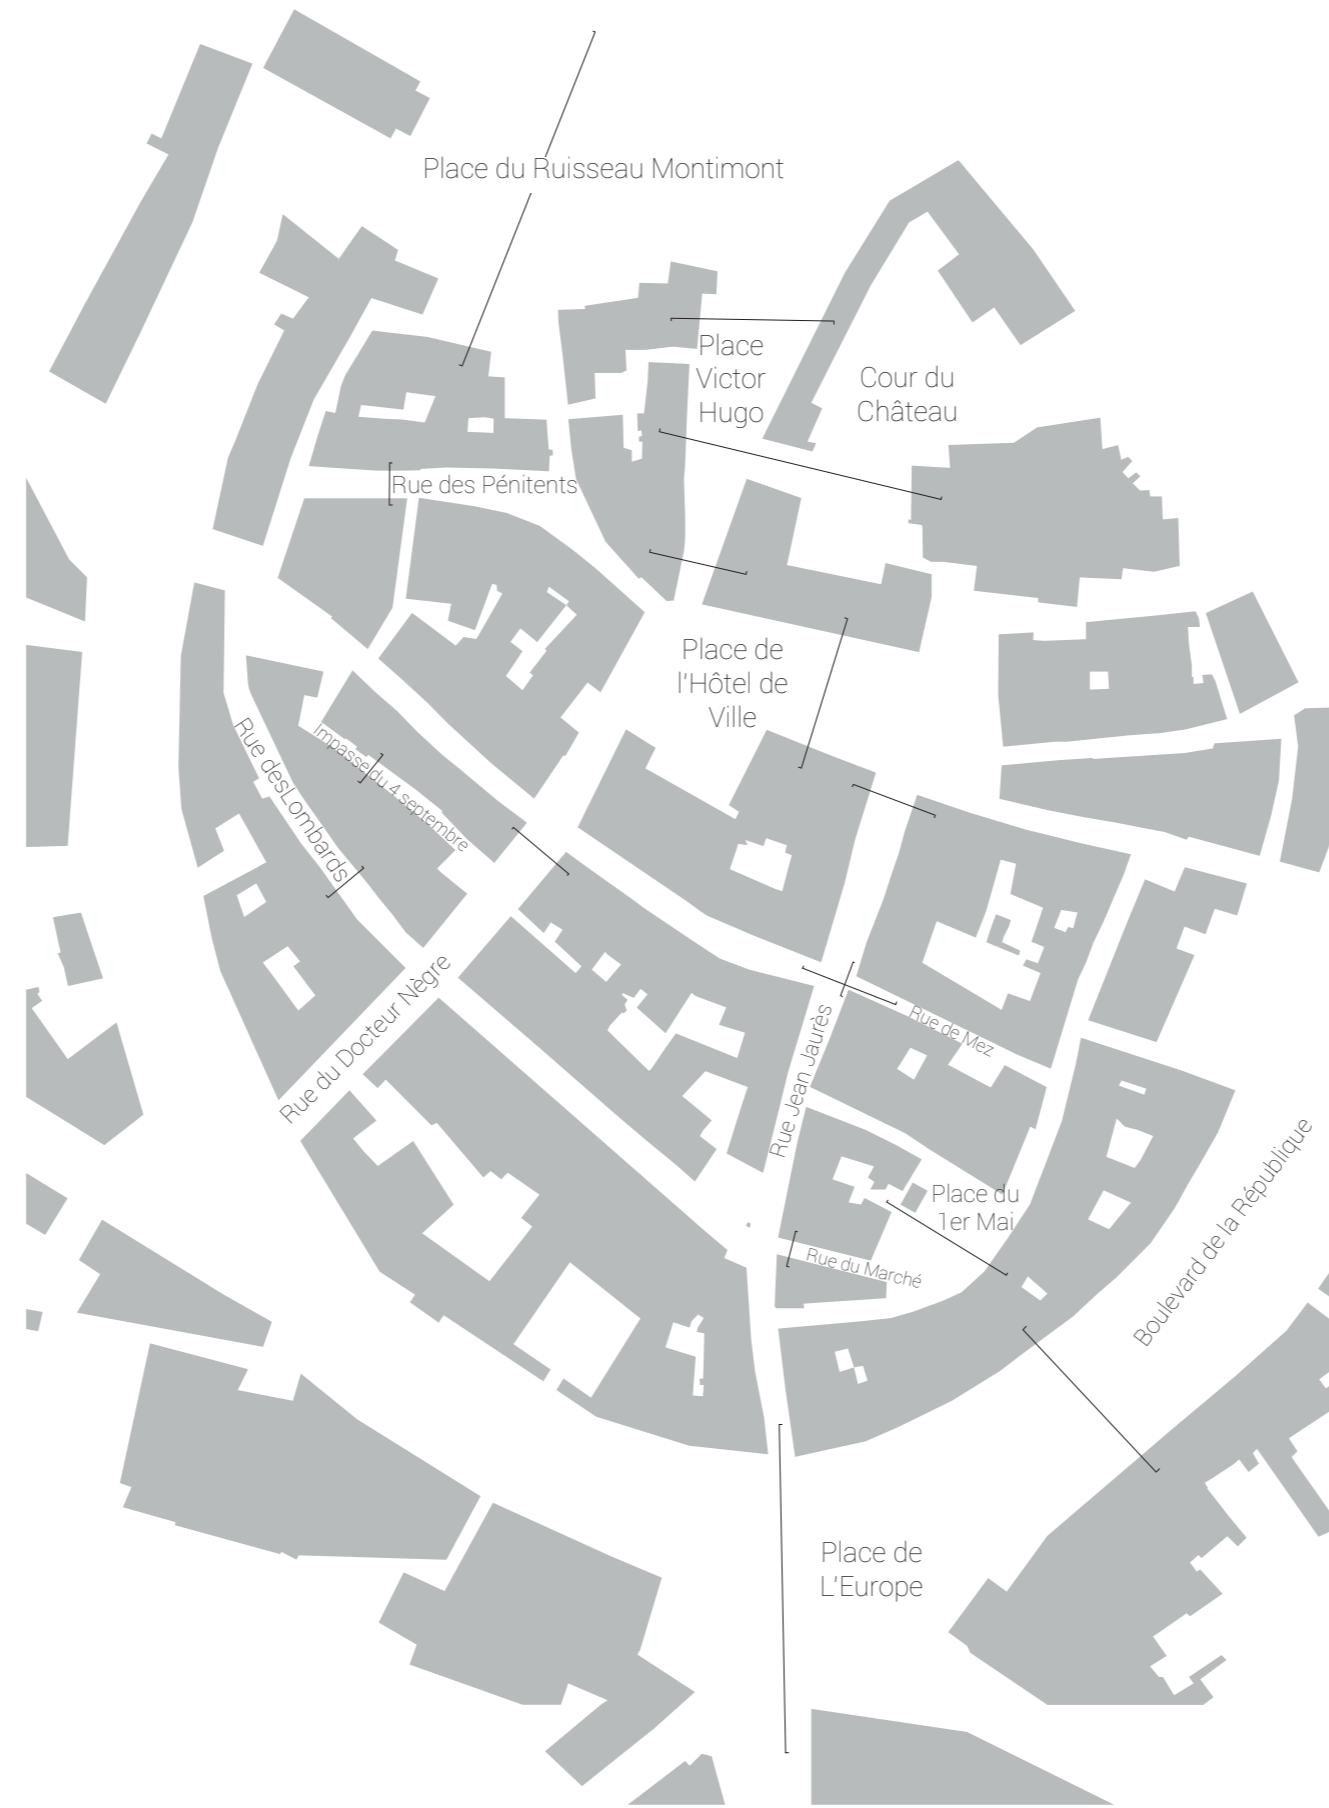 Place du Ruisseau Montimont
Place
Victor
Hugo
Cour du
Château
Rue des Pénitents
Place de
l'Hôtel de
Ville
Rue desLombards
Impasse du 4 septembre
Rue du Docteur Nègre
Rue Jean Jaurès
Rue de Mez
Place du
1er Mai
Rue du Marché
Boulevard de la République
Place de
L'Europe